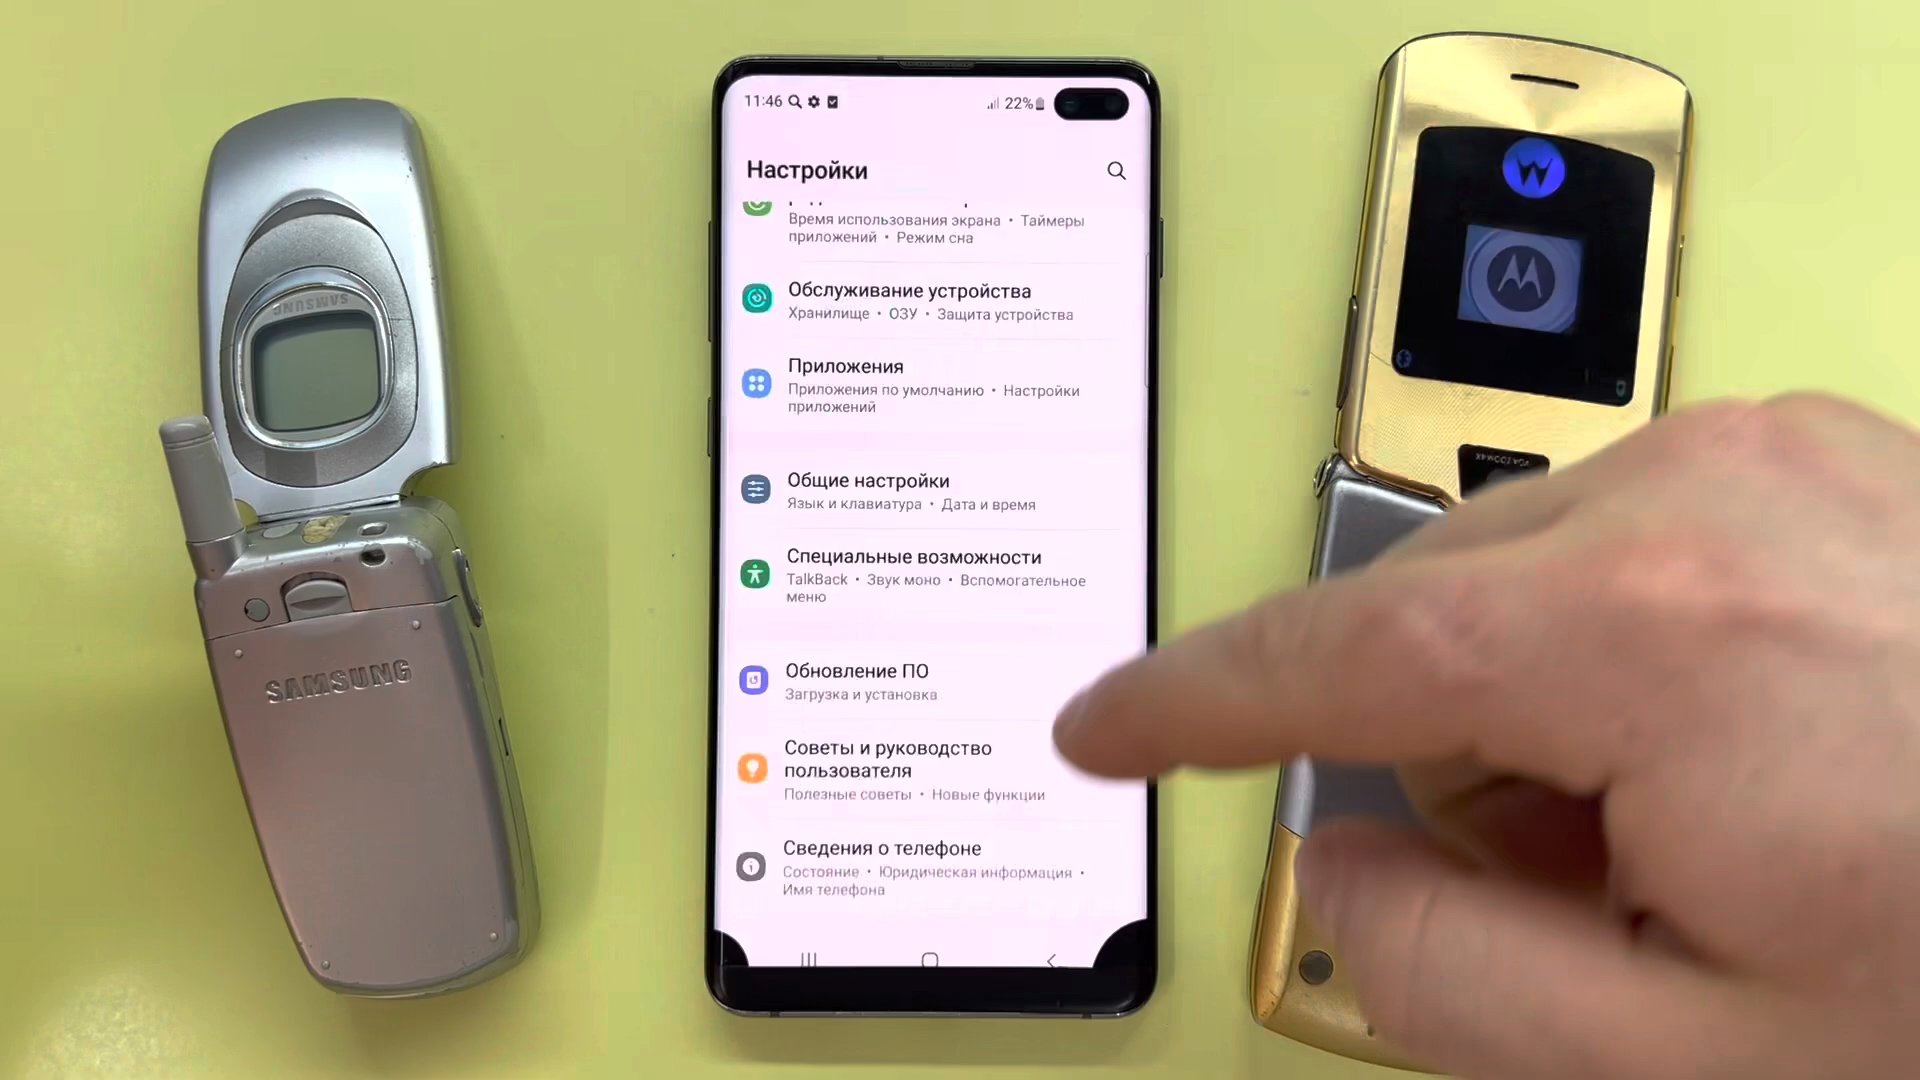 11:46
22%
Настройки
Время использования экрана • Таймеры
приложений • Режим сна
Обслуживание устройства
Хранилище • ОЗУ • Защита устройства
Приложения
Приложения по умолчанию • Настройки
приложений
Общие настройки
Язык и клавиатура • Дата и время
Специальные возможности
TalkBack • Звук моно • Вспомогательное
меню
Обновление ПО
Загрузка и установка
Советы и руководство
пользователя
Полезные советы • Новые функции
Сведения о телефоне
Состояние • Юридическая информация •
Имя телефона
SAMSUNG
SAMSUNG